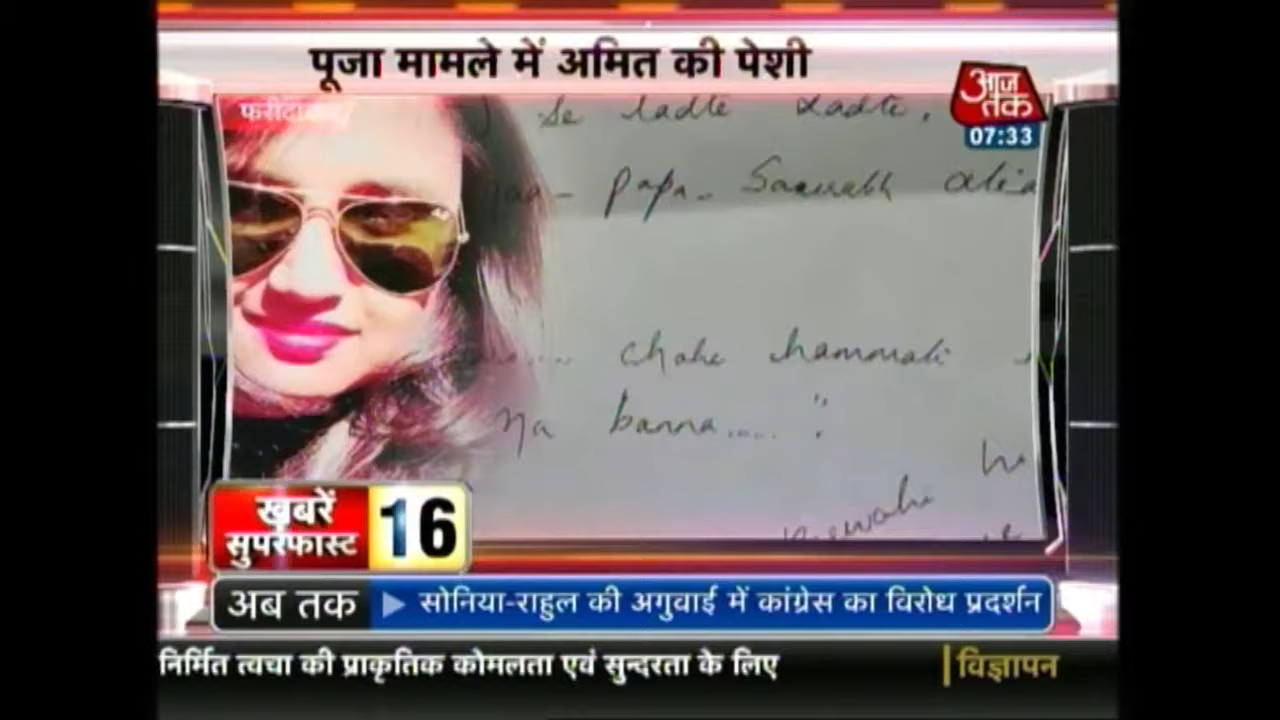 पूजा मामले में अमित की पेशी
आज तक
07:33
se ladte ladte.
papa- Saurabh
chahe hammali
na banna.... "
खबरें सुपरफास्ट
16
अब तक
सोनिया-राहुल की अगुवाई में कांग्रेस का विरोध प्रदर्शन
निर्मित त्वचा की प्राकृतिक कोमलता एवं सुन्दरता के लिए
विज्ञापन